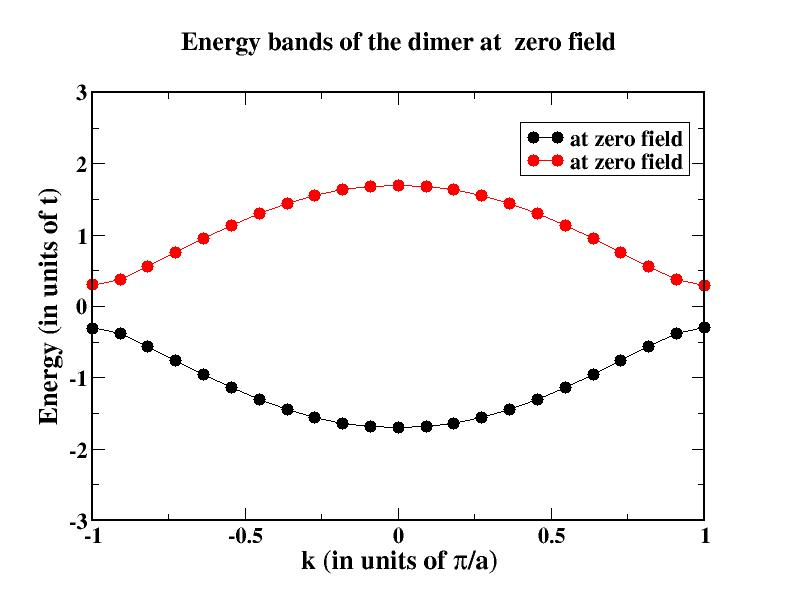 Energy bands of the dimer at  zero field
3
2
1
0
-1
-2
-3
Energy (in units of t)
at zero field
at zero field
-1
-0.5
0
0.5
1
k (in units of π/a)